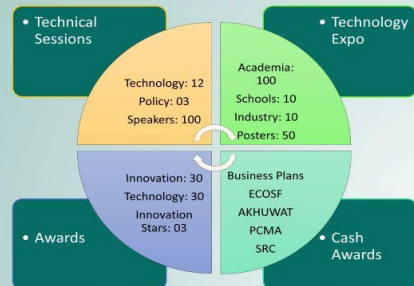 • Technical
Sessions
Technology: 12
Policy: 03
Speakers: 100
• Technology
Expo
Academia:
100
Schools: 10
Industry: 10
Posters: 50
• Awards
Innovation: 30
Technology: 30
Innovation
Stars: 03
• Cash
Awards
Business Plans
ECOSF
AKHUWAT
PCMA
SRC